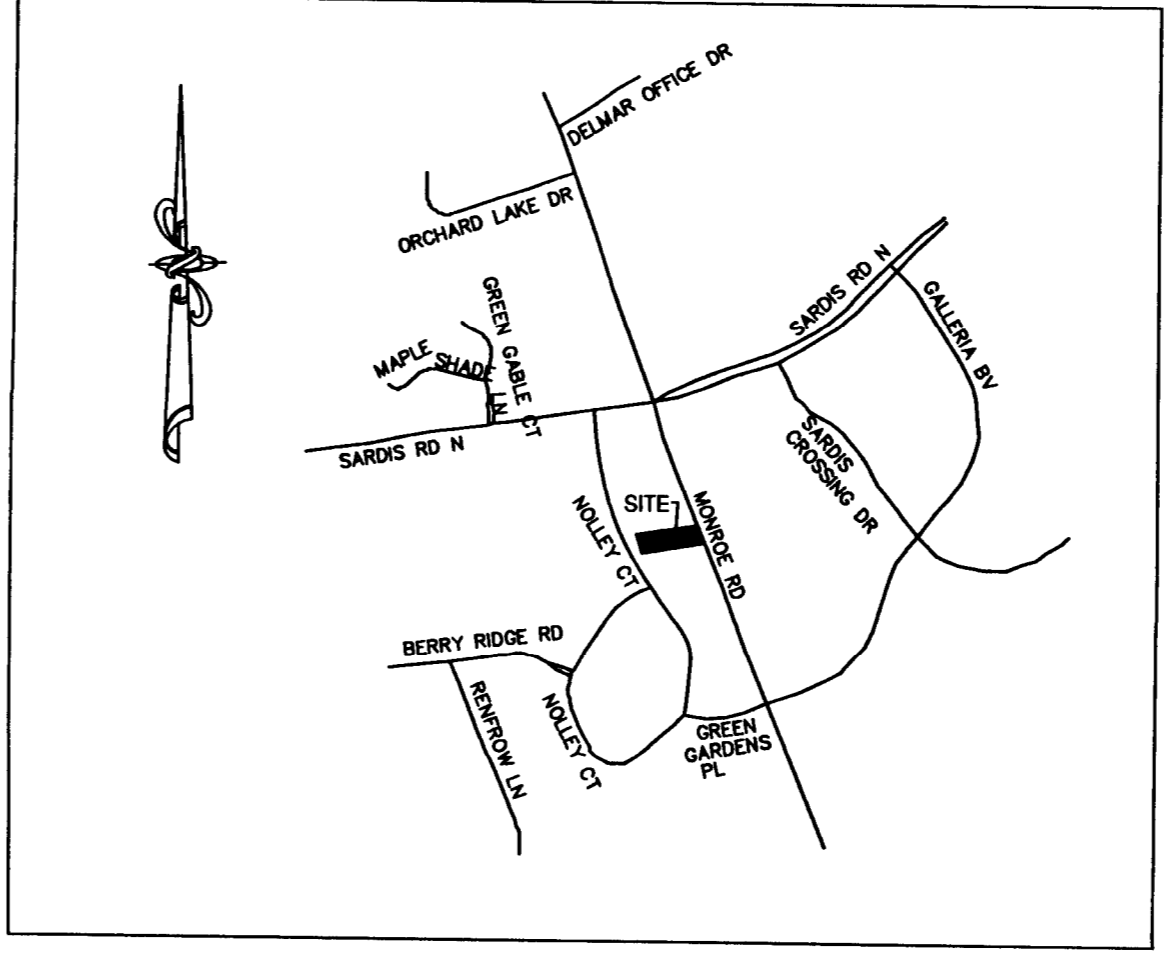 DELMAR OFFICE DR
ORCHARD LAKE DR
SARDIS RD N
GALLERIA BV
GREEN GABLE CT
MAPLE SHADE LN
SARDIS RD N
SARDIS
CROSSING DR
SITE
NOLLEY CT
MONROE RD
BERRY RIDGE RD
RENFROW LN
NOLLEY CT
GREEN
GARDENS
PL